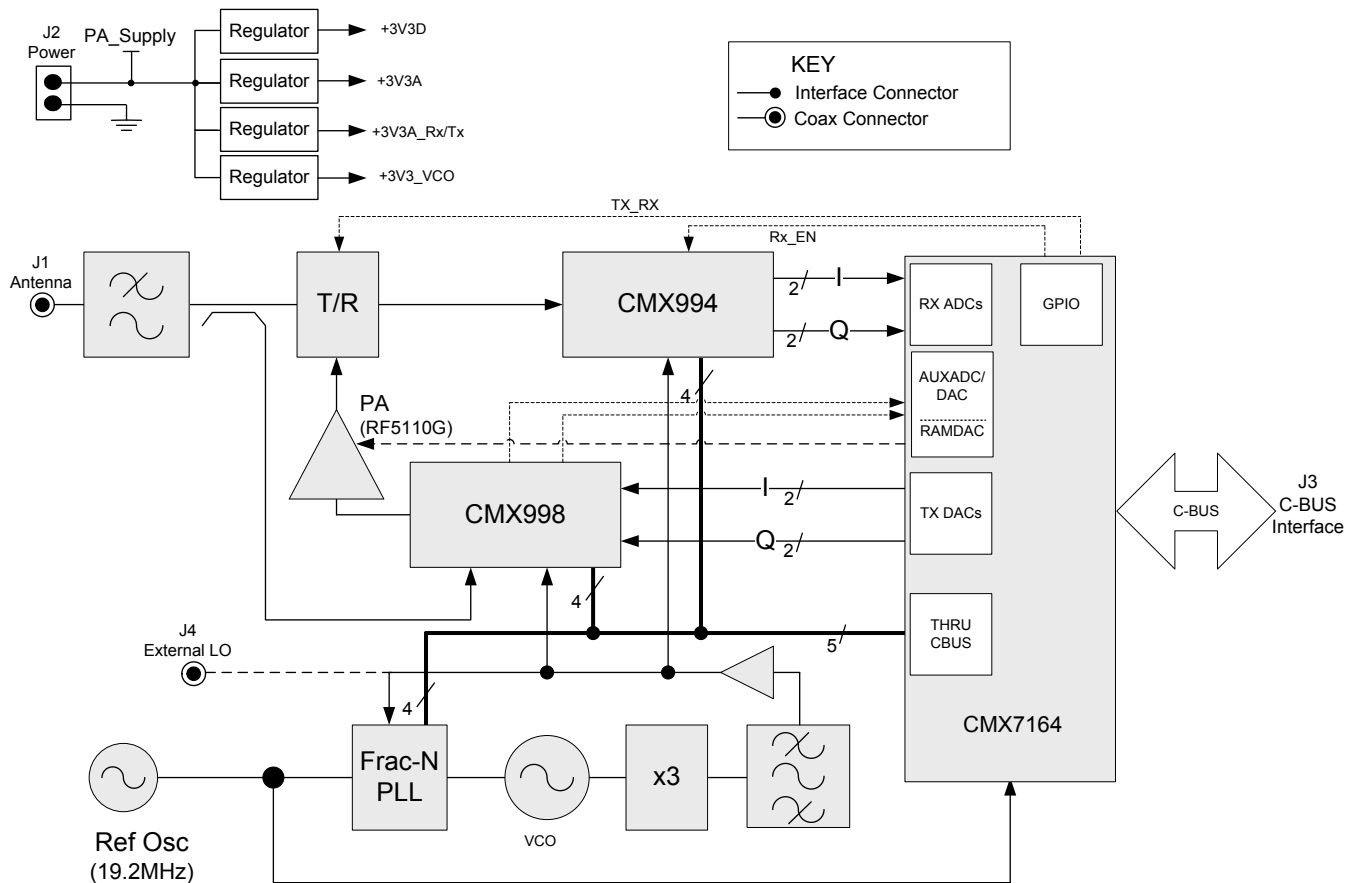 J2
Power
PA_Supply
Regulator
+3V3D
Regulator
+3V3A
Regulator
+3V3A_Rx/Tx
Regulator
+3V3_VCO
KEY
Interface Connector
Coax Connector
TX_RX
Rx_EN
J1
Antenna
T/R
CMX994
2
I
2
Q
RX ADCs
GPIO
AUXADC/
DAC
RAMDAC
4
PA
(RF5110G)
CMX998
I
2
Q
2
TX DACs
C-BUS
J3
C-BUS
Interface
4
THRU
CBUS
5
J4
External LO
4
CMX7164
Frac-N
PLL
VCO
x3
Ref Osc
(19.2MHz)